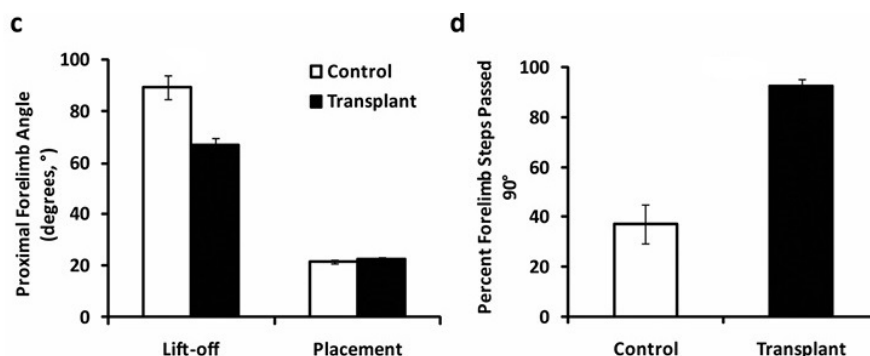 c
Proximal Forelimb Angle
(degrees, °)
100
80
60
40
20
0
Control
Transplant
Lift-off
Placement
d
Percent Forelimb Steps Passed
90°
100
80
60
40
20
0
Control
Transplant